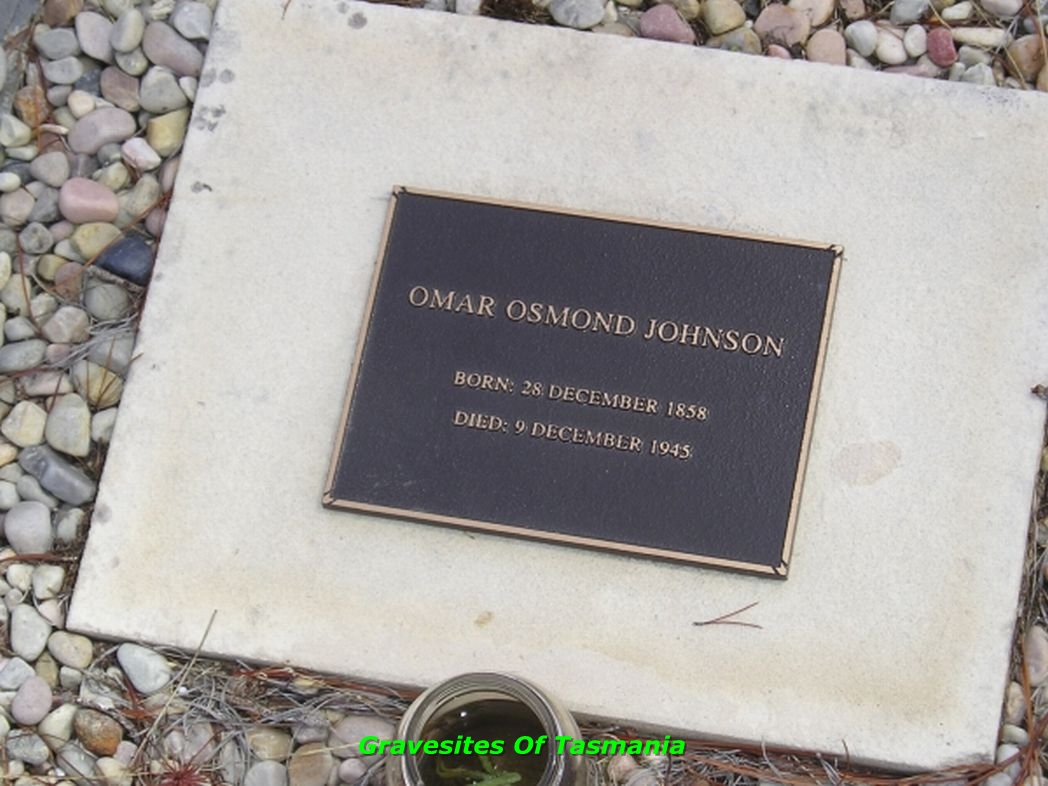 OMAR OSMOND JOHNSON
BORN: 28 DECEMBER 1858
DIED: 9 DECEMBER 1945
Gravesites Of Tasmania